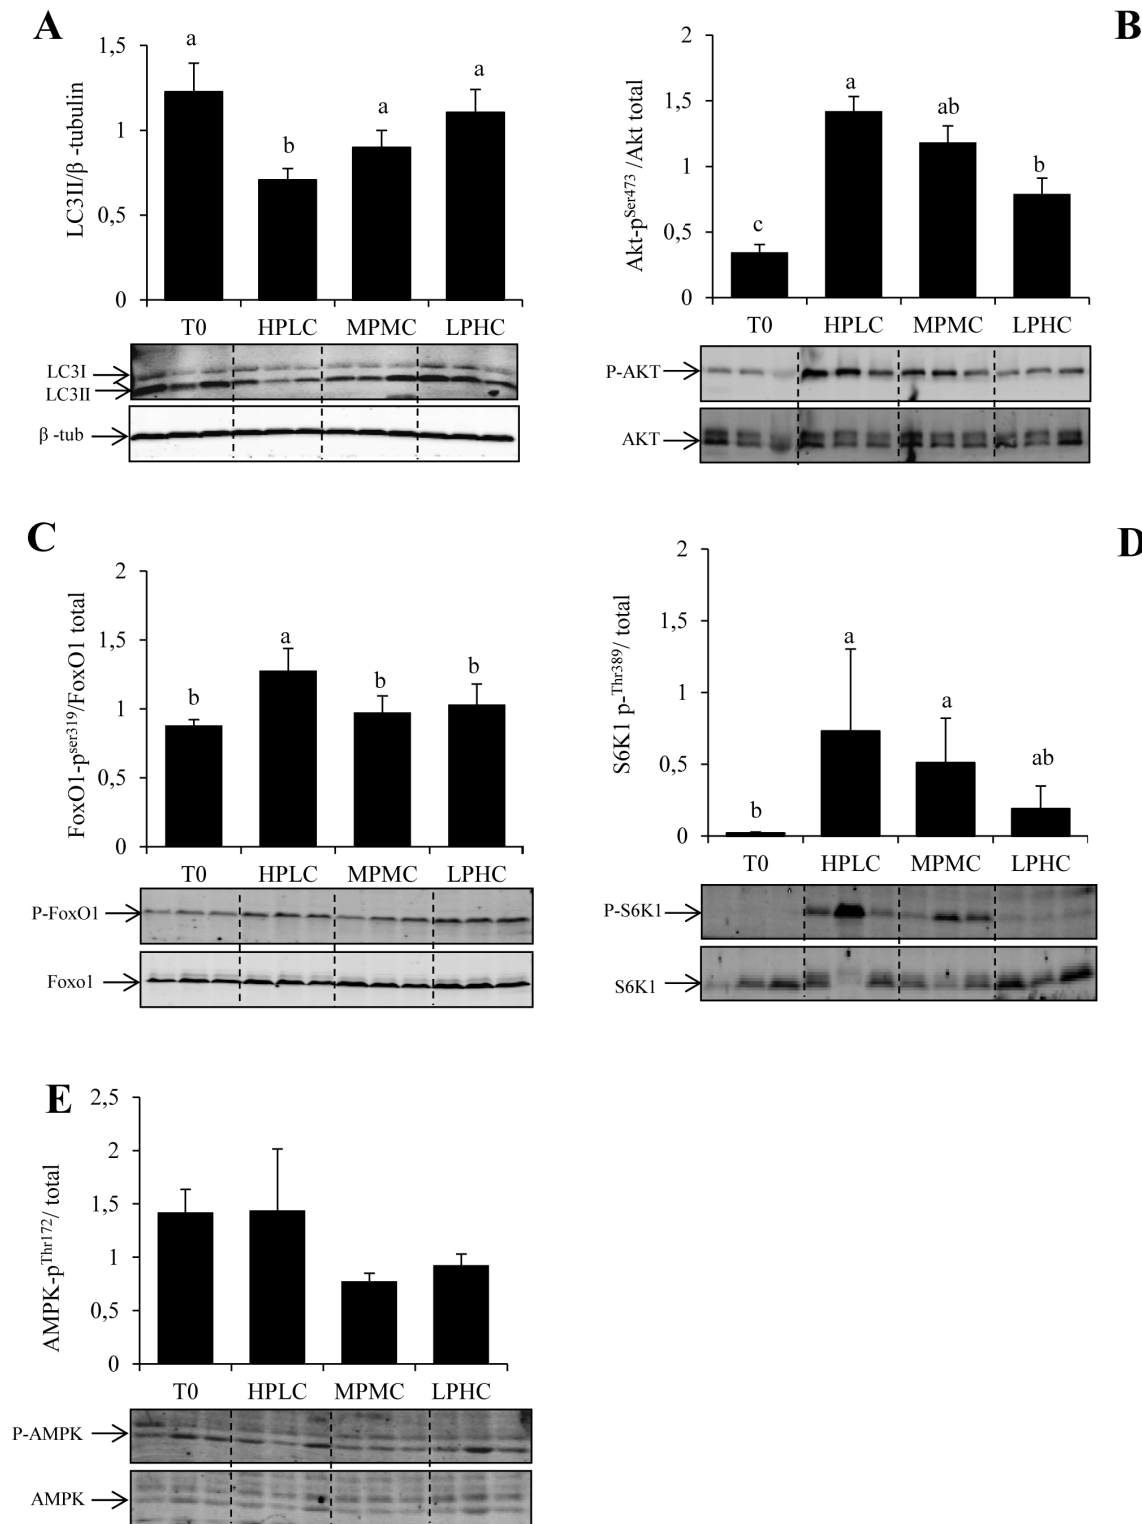 A
LC3II/β -tubulin
1,5
1
0,5
0
a
b
a
a
T0 HPLC MPMC LPHC
LC3I
LC3II
β -tub
B
Akt-pSer473 /Akt total
2
1,5
1
0,5
0
c
a
ab
b
T0 HPLC MPMC LPHC
P-AKT
AKT
C
FoxO1-pser319/FoxO1 total
2
1,5
1
0,5
0
b
a
b
b
T0 HPLC MPMC LPHC
P-FoxO1
Foxo1
D
S6K1 p-Thr389/ total
2
1,5
1
0,5
0
b
a
a
ab
T0 HPLC MPMC LPHC
P-S6K1
S6K1
E
AMPK-pThr172/ total
2,5
2
1,5
1
0,5
0
T0 HPLC MPMC LPHC
P-AMPK
AMPK